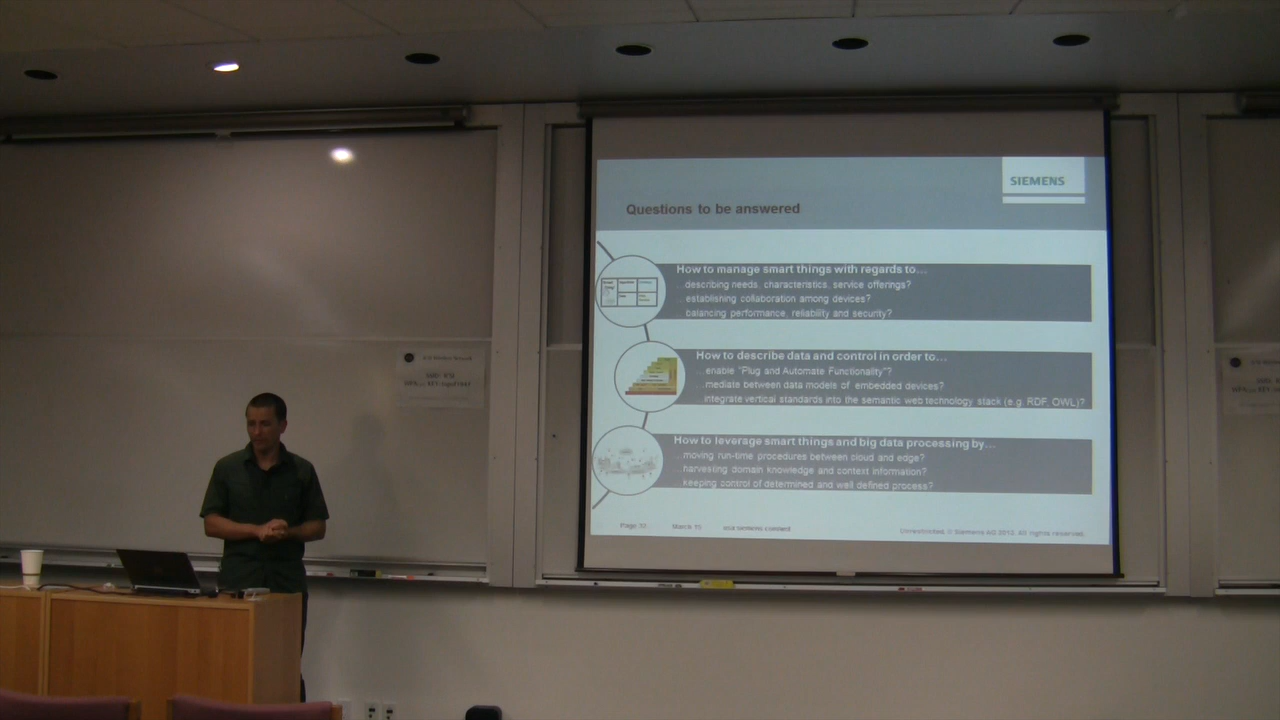 SIEMENS
Questions to be answered
How to manage smart things with regards to…
…describing needs, characteristics, service offerings?
…establishing collaboration among devices?
…balancing performance, reliability and security?
How to describe data and control in order to…
…enable "Plug and Automate Functionality"?
…mediate between data models of embedded devices?
…integrate vertical standards into the semantic web technology stack (e.g. RDF, OWL)?
How to leverage smart things and big data processing by…
…moving run-time procedures between cloud and edge?
…harvesting domain knowledge and context information?
…keeping control of determined and well defined process?
Unrestricted. © Siemens AG 2013. All rights reserved.